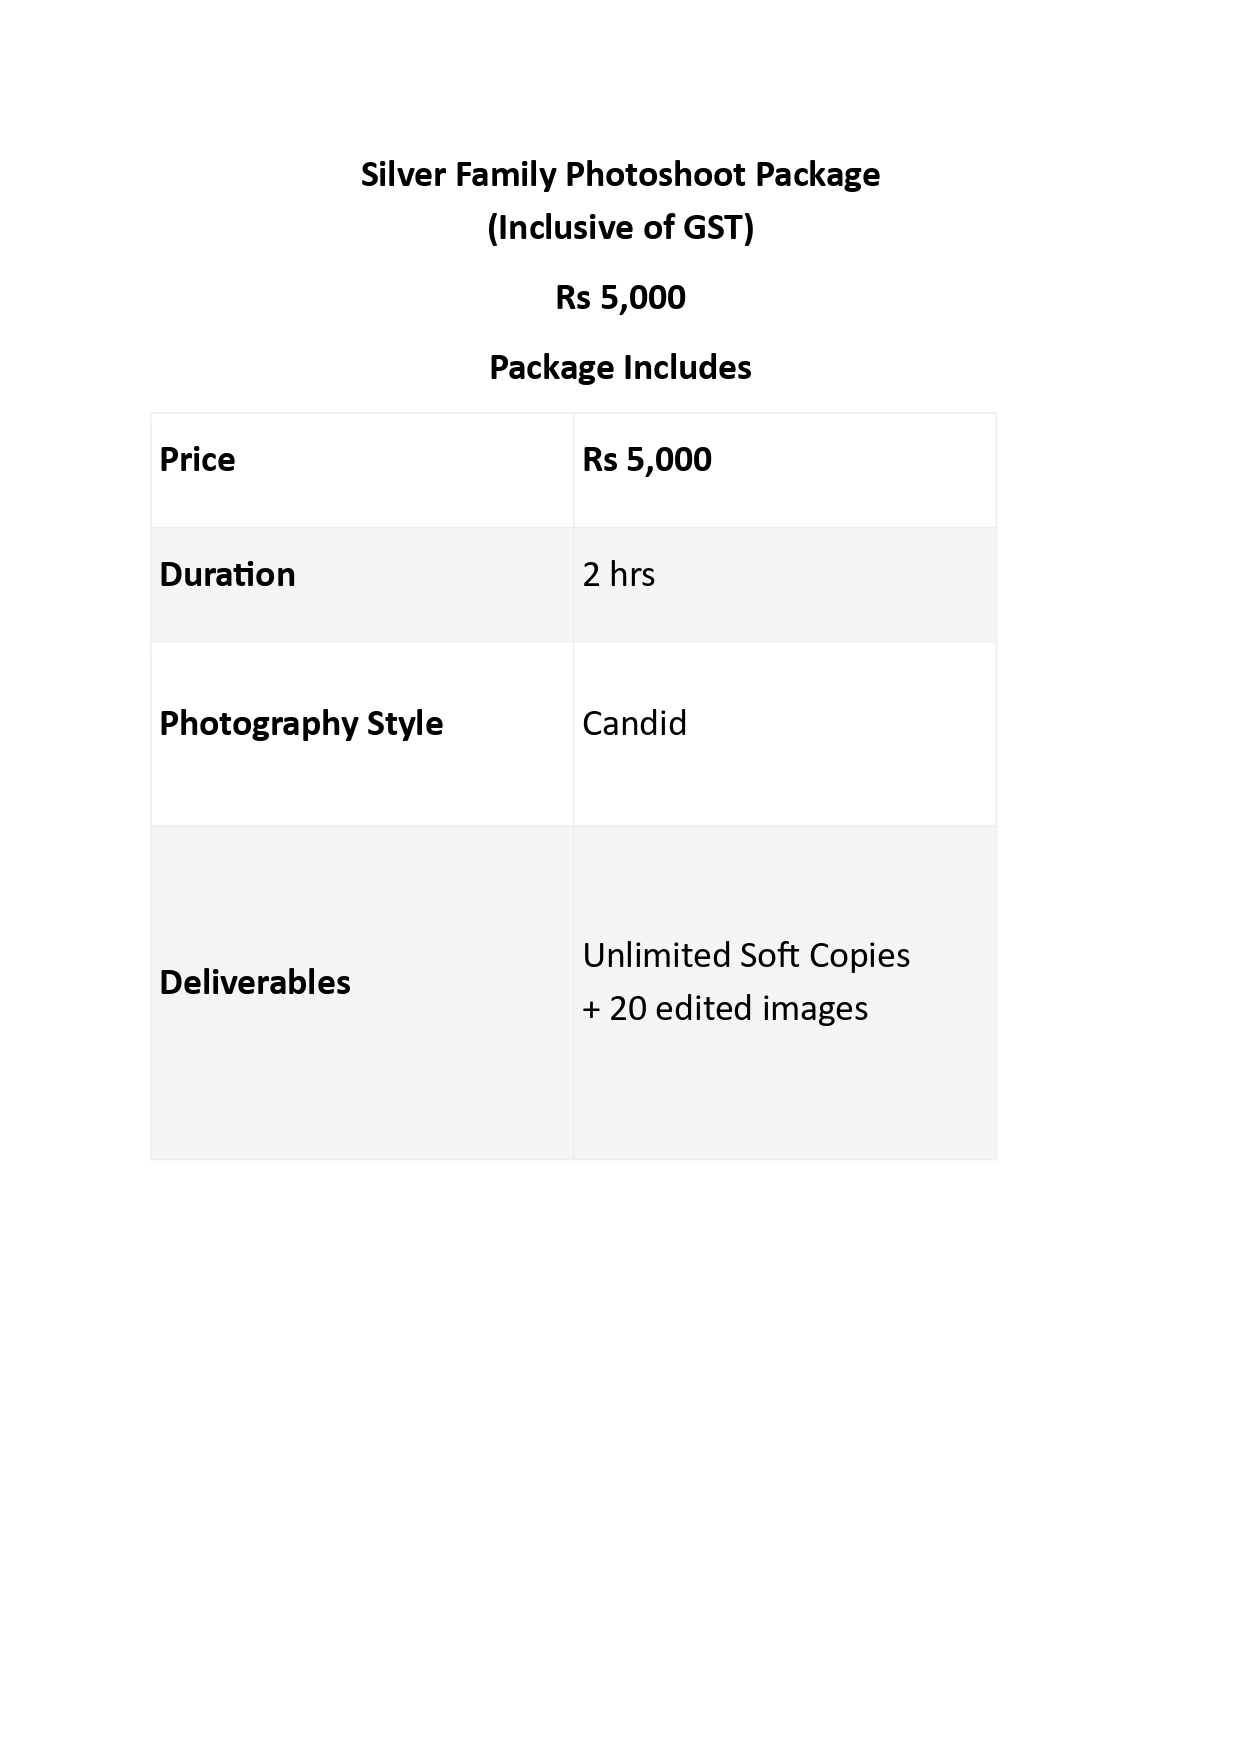 Silver Family Photoshoot Package
(Inclusive of GST)
Rs 5,000
Package Includes
Price Rs 5,000
Duration 2 hrs
Photography Style Candid
Deliverables Unlimited Soft Copies
+ 20 edited images